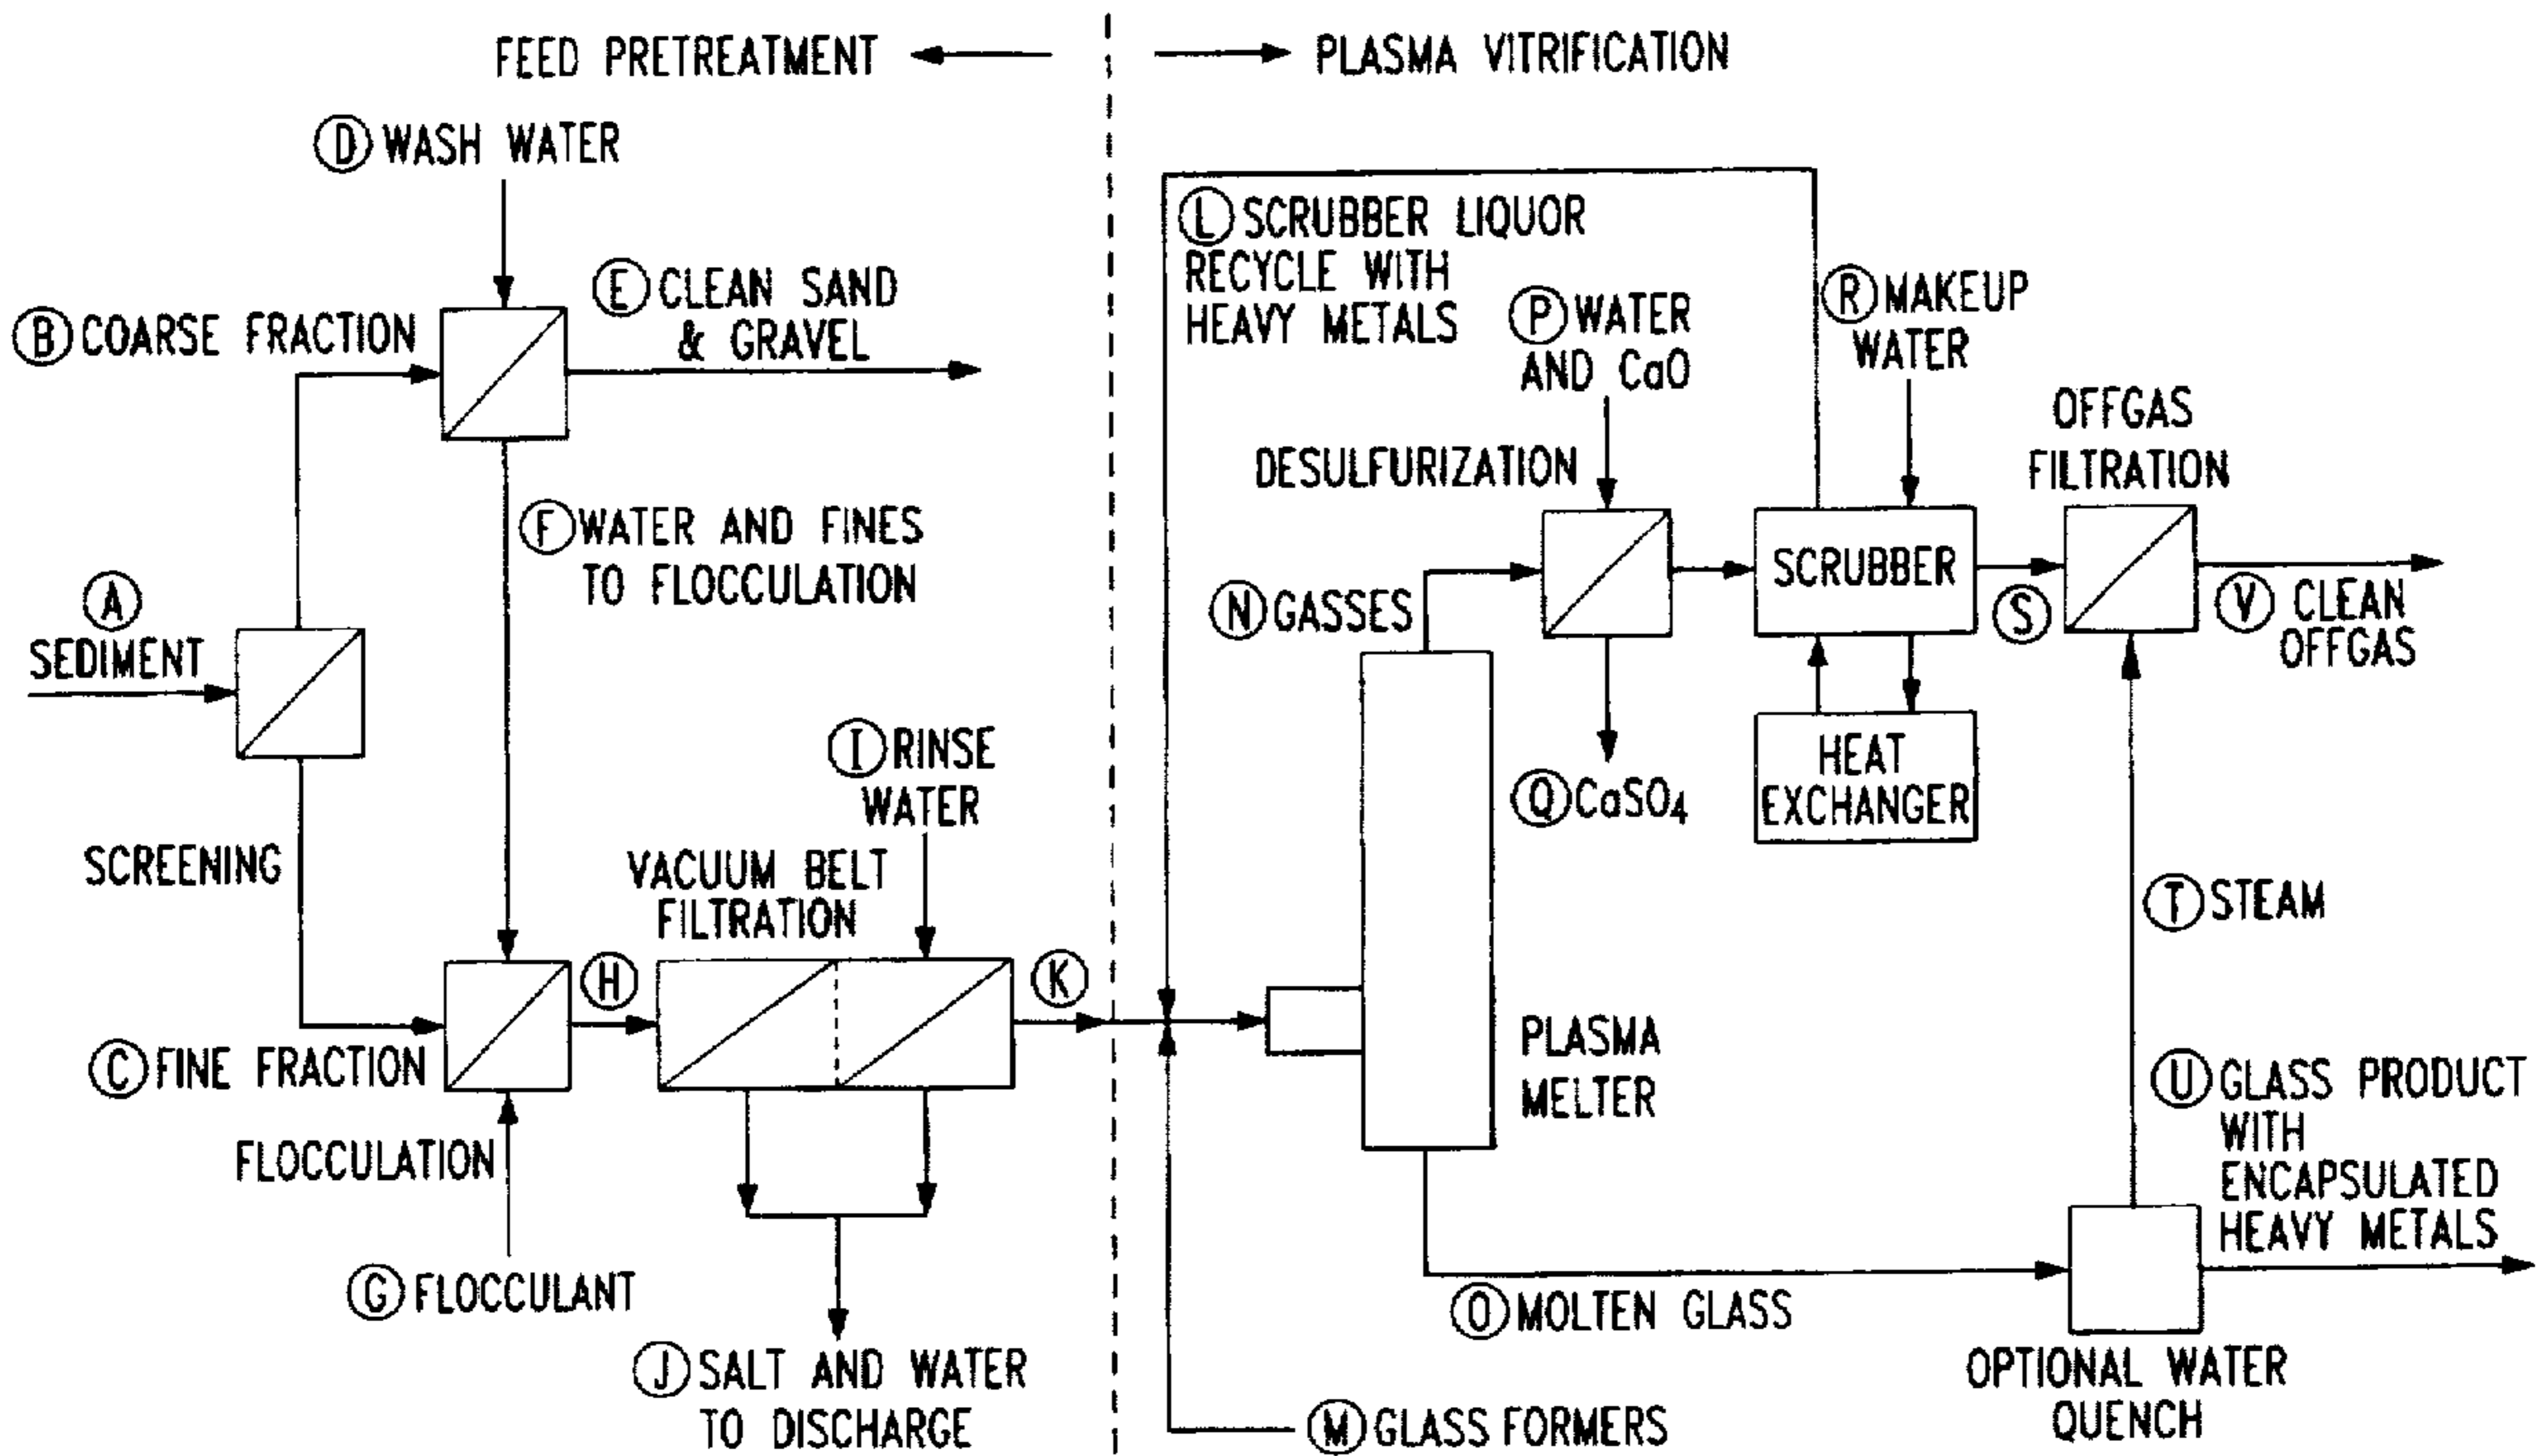 FEED PRETREATMENT
PLASMA VITRIFICATION
D WASH WATER
B COARSE FRACTION
E CLEAN SAND
& GRAVEL
F WATER AND FINES
TO FLOCCULATION
A
SEDIMENT
SCREENING
C FINE FRACTION
FLOCCULATION
G FLOCCULANT
H
VACUUM BELT
FILTRATION
I RINSE
WATER
J SALT AND WATER
TO DISCHARGE
K
L SCRUBBER LIQUOR
RECYCLE WITH
HEAVY METALS
P WATER
AND CaO
R MAKEUP
WATER
DESULFURIZATION
OFFGAS
FILTRATION
N GASSES
SCRUBBER
S
V CLEAN
OFFGAS
Q CaSO4
HEAT
EXCHANGER
T STEAM
PLASMA
MELTER
U GLASS PRODUCT
WITH
ENCAPSULATED
HEAVY METALS
O MOLTEN GLASS
OPTIONAL WATER
QUENCH
M GLASS FORMERS